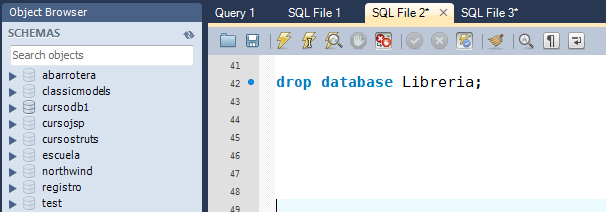 Object Browser
SCHEMAS
Search objects
abarrotera
classicmodels
cursodb1
cursojsp
cursostruts
escuela
northwind
registro
test
Query 1 SQL File 1 SQL File 2* × SQL File 3*
41
42 drop database Libreria;
43
44
45
46
47
48
49